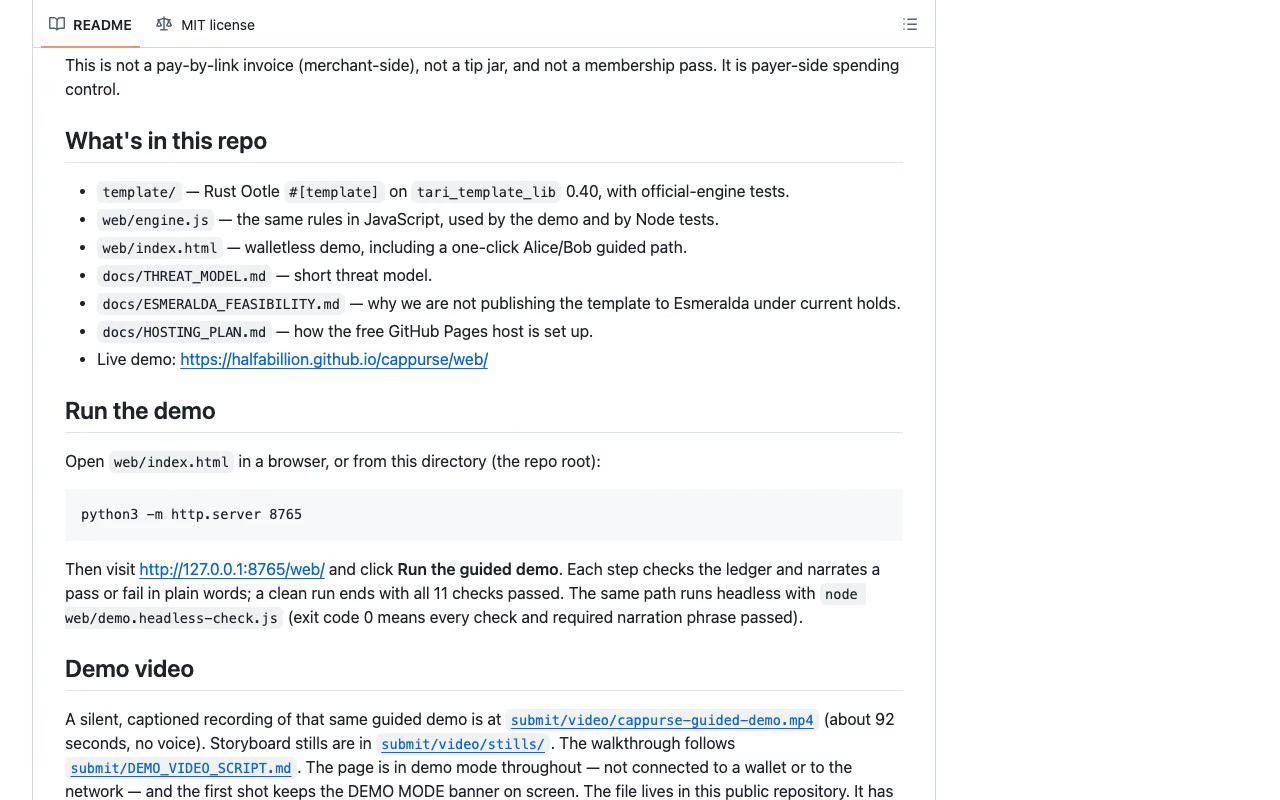 README
MIT license
This is not a pay-by-link invoice (merchant-side), not a tip jar, and not a membership pass. It is payer-side spending
control.
What's in this repo
template/ — Rust Ootle #[template] on tari_template_lib 0.40, with official-engine tests.
web/engine.js — the same rules in JavaScript, used by the demo and by Node tests.
web/index.html — walletless demo, including a one-click Alice/Bob guided path.
docs/THREAT_MODEL.md — short threat model.
docs/ESMERALDA_FEASIBILITY.md — why we are not publishing the template to Esmeralda under current holds.
docs/HOSTING_PLAN.md — how the free GitHub Pages host is set up.
Live demo: https://halfabillion.github.io/cappurse/web/
Run the demo
Open web/index.html in a browser, or from this directory (the repo root):
python3 -m http.server 8765
Then visit http://127.0.0.1:8765/web/ and click Run the guided demo. Each step checks the ledger and narrates a
pass or fail in plain words; a clean run ends with all 11 checks passed. The same path runs headless with node
web/demo.headless-check.js (exit code 0 means every check and required narration phrase passed).
Demo video
A silent, captioned recording of that same guided demo is at submit/video/cappurse-guided-demo.mp4 (about 92
seconds, no voice). Storyboard stills are in submit/video/stills/. The walkthrough follows
submit/DEMO_VIDEO_SCRIPT.md. The page is in demo mode throughout — not connected to a wallet or to the
network — and the first shot keeps the DEMO MODE banner on screen. The file lives in this public repository. It has